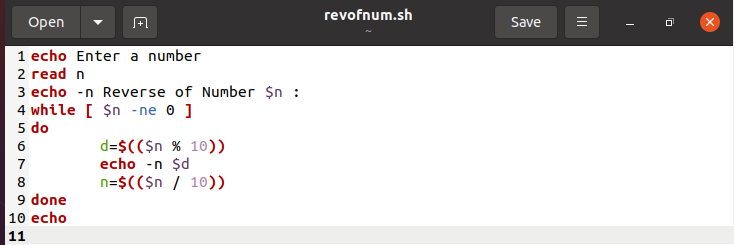 Open
revofnum.sh
~
Save
1 echo Enter a number
2 read n
3 echo -n Reverse of Number $n :
4 while [ $n -ne 0 ]
5 do
6         d=$(($n % 10))
7         echo -n $d
8         n=$(($n / 10))
9 done
10 echo
11